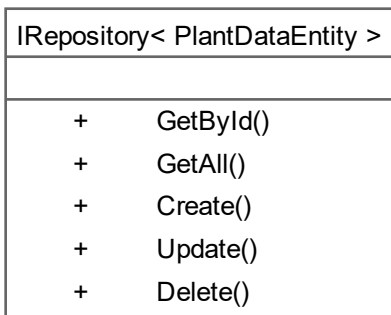 IRepository< PlantDataEntity >
+ GetById()
+ GetAll()
+ Create()
+ Update()
+ Delete()